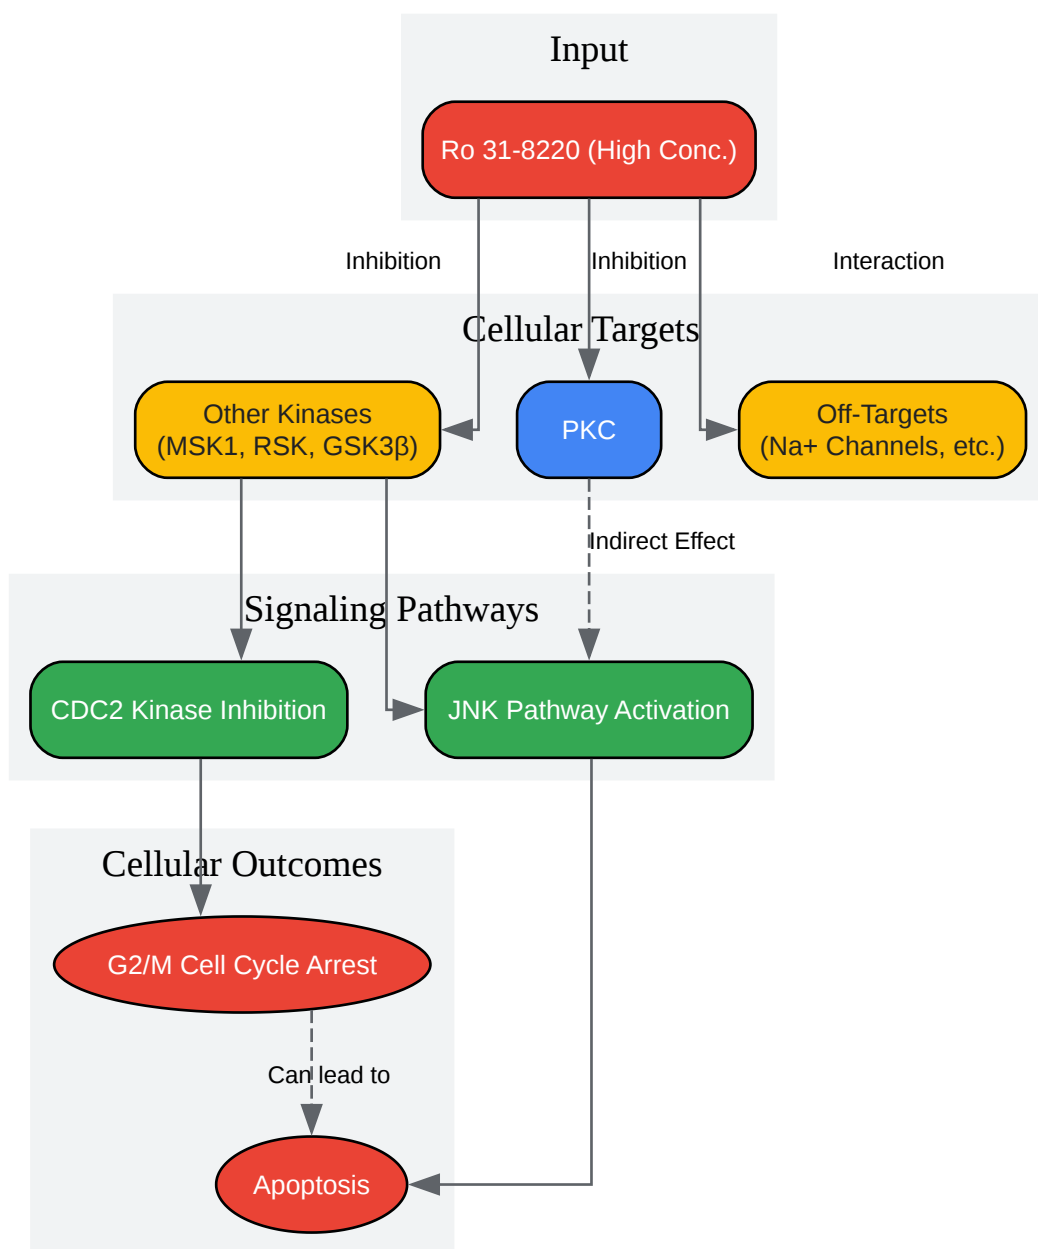 Input
Ro 31-8220 (High Conc.)
Inhibition
Inhibition
Interaction
Cellular Targets
Other Kinases
(MSK1, RSK, GSK3β)
PKC
Off-Targets
(Na+ Channels, etc.)
Indirect Effect
Signaling Pathways
CDC2 Kinase Inhibition
JNK Pathway Activation
Cellular Outcomes
G2/M Cell Cycle Arrest
Can lead to
Apoptosis